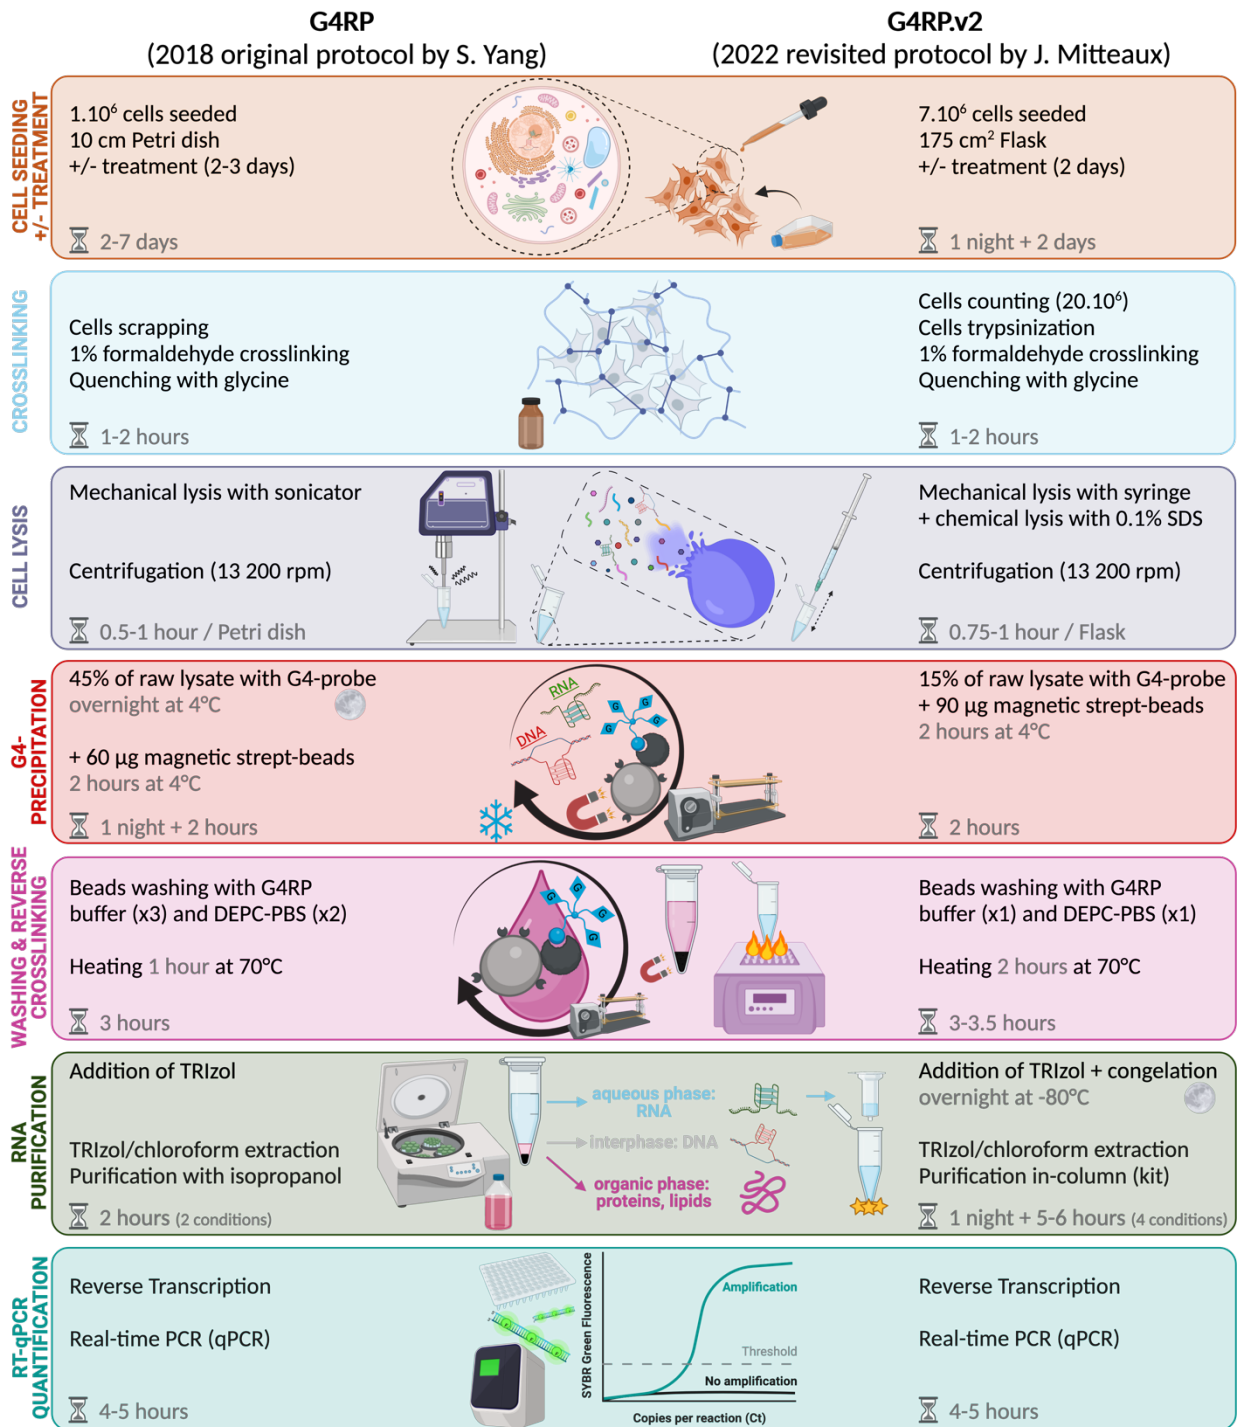 G4RP
(2018 original protocol by S. Yang)
G4RP.v2
(2022 revisited protocol by J. Mitteaux)
CELL SEEDING
+/- TREATMENT
1.10⁶ cells seeded
10 cm Petri dish
+/- treatment (2-3 days)
2-7 days
7.10⁶ cells seeded
175 cm² Flask
+/- treatment (2 days)
1 night + 2 days
CROSSLINKING
Cells scrapping
1% formaldehyde crosslinking
Quenching with glycine
1-2 hours
Cells counting (20.10⁶)
Cells trypsinization
1% formaldehyde crosslinking
Quenching with glycine
1-2 hours
CELL LYSIS
Mechanical lysis with sonicator
Centrifugation (13 200 rpm)
0.5-1 hour / Petri dish
Mechanical lysis with syringe
+ chemical lysis with 0.1% SDS
Centrifugation (13 200 rpm)
0.75-1 hour / Flask
G4-
PRECIPITATION
45% of raw lysate with G4-probe
overnight at 4°C
+ 60 µg magnetic strept-beads
2 hours at 4°C
1 night + 2 hours
RNA
DNA
G
G
G
G
15% of raw lysate with G4-probe
+ 90 µg magnetic strept-beads
2 hours at 4°C
2 hours
WASHING & REVERSE
CROSSLINKING
Beads washing with G4RP
buffer (x3) and DEPC-PBS (x2)
Heating 1 hour at 70°C
3 hours
G
G
G
G
Beads washing with G4RP
buffer (x1) and DEPC-PBS (x1)
Heating 2 hours at 70°C
3-3.5 hours
RNA
PURIFICATION
Addition of TRIzol
TRIzol/chloroform extraction
Purification with isopropanol
2 hours (2 conditions)
aqueous phase:
RNA
interphase: DNA
organic phase:
proteins, lipids
Addition of TRIzol + congelation
overnight at -80°C
TRIzol/chloroform extraction
Purification in-column (kit)
1 night + 5-6 hours (4 conditions)
RT-qPCR
QUANTIFICATION
Reverse Transcription
Real-time PCR (qPCR)
4-5 hours
SYBR Green Fluorescence
Amplification
Threshold
No amplification
Copies per reaction (Ct)
Reverse Transcription
Real-time PCR (qPCR)
4-5 hours